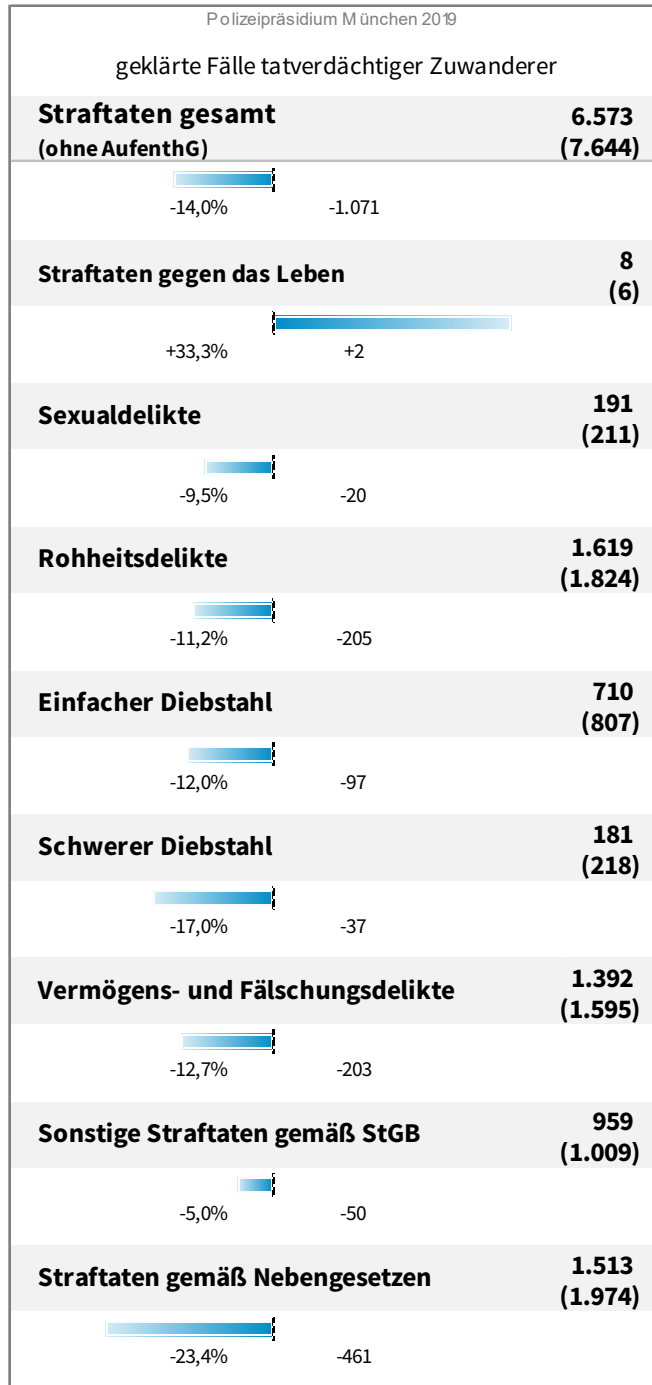 Polizeipräsidium München 2019
geklärte Fälle tatverdächtiger Zuwanderer
Straftaten gesamt 6.573
(ohne AufenthG) (7.644)
-14,0% -1.071
Straftaten gegen das Leben 8
(6)
+33,3% +2
Sexualdelikte 191
(211)
-9,5% -20
Rohheitsdelikte 1.619
(1.824)
-11,2% -205
Einfacher Diebstahl 710
(807)
-12,0% -97
Schwerer Diebstahl 181
(218)
-17,0% -37
Vermögens- und Fälschungsdelikte 1.392
(1.595)
-12,7% -203
Sonstige Straftaten gemäß StGB 959
(1.009)
-5,0% -50
Straftaten gemäß Nebengesetzen 1.513
(1.974)
-23,4% -461